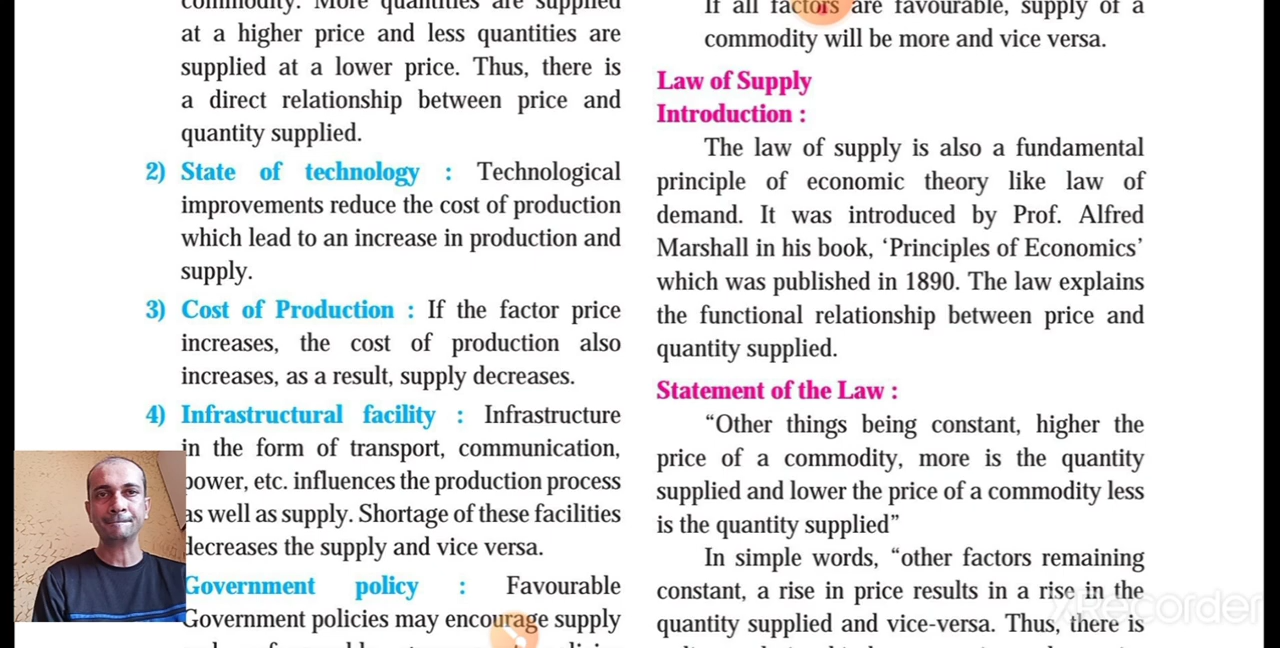 commodity. More quantities are supplied
at a higher price and less quantities are
supplied at a lower price. Thus, there is
a direct relationship between price and
quantity supplied.
2) State of technology : Technological
improvements reduce the cost of production
which lead to an increase in production and
supply.
3) Cost of Production : If the factor price
increases, the cost of production also
increases, as a result, supply decreases.
4) Infrastructural facility : Infrastructure
in the form of transport, communication,
power, etc. influences the production process
as well as supply. Shortage of these facilities
decreases the supply and vice versa.
Government policy : Favourable
Government policies may encourage supply
If all factors are favourable, supply of a
commodity will be more and vice versa.
Law of Supply
Introduction :
The law of supply is also a fundamental
principle of economic theory like law of
demand. It was introduced by Prof. Alfred
Marshall in his book, ‘Principles of Economics’
which was published in 1890. The law explains
the functional relationship between price and
quantity supplied.
Statement of the Law :
“Other things being constant, higher the
price of a commodity, more is the quantity
supplied and lower the price of a commodity less
is the quantity supplied”
In simple words, “other factors remaining
constant, a rise in price results in a rise in the
quantity supplied and vice-versa. Thus, there is
XRecorder